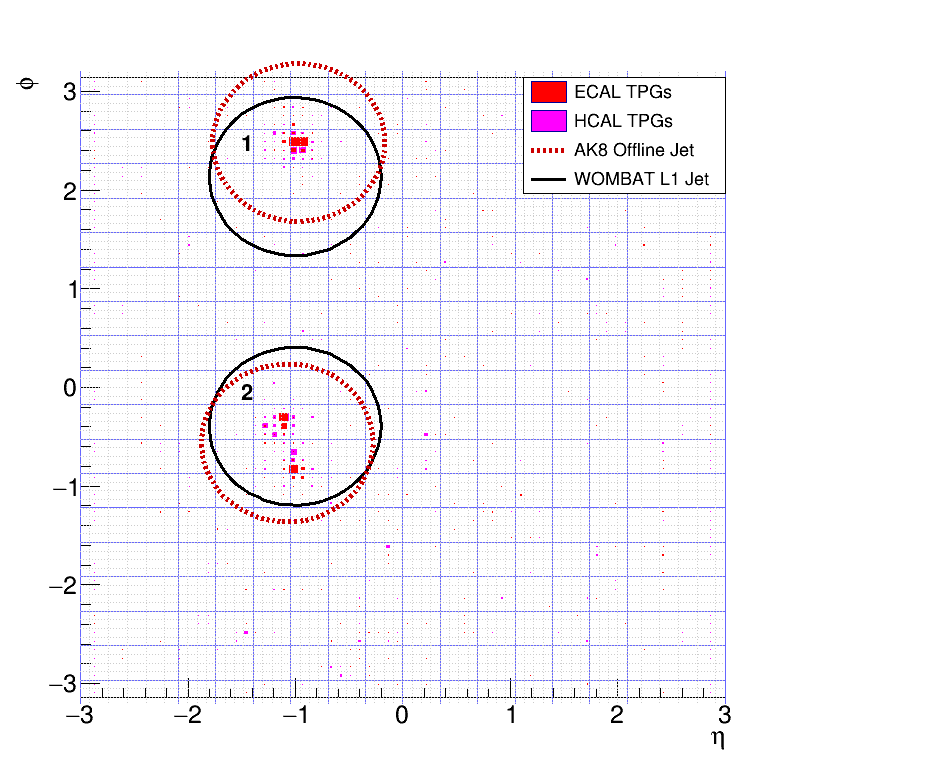 ϕ
3
2
1
0
−1
−2
−3
ECAL TPGs
HCAL TPGs
AK8 Offline Jet
WOMBAT L1 Jet
1
2
−3 −2 −1 0 1 2 3
η